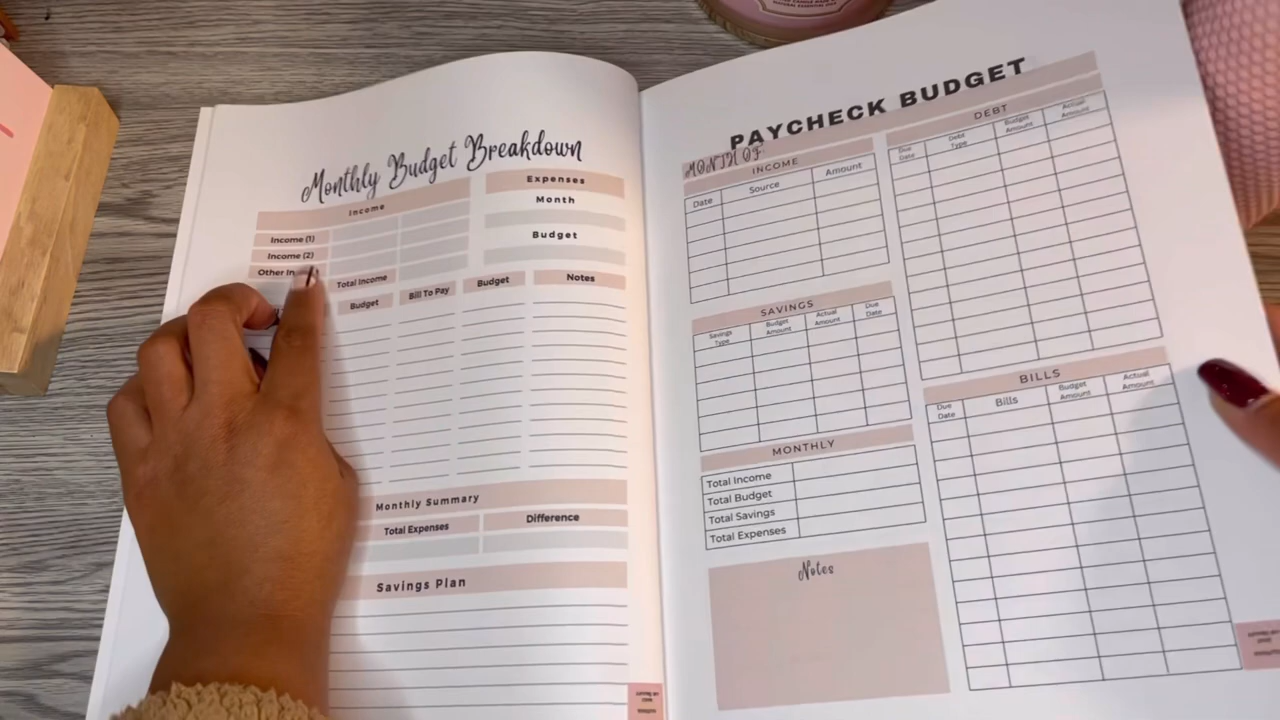 Monthly Budget Breakdown
Income
Income (1)
Income (2)
Other
Total Income
Expenses
Month
Budget
Budget
Bill To Pay
Budget
Notes
Monthly Summary
Total Expenses
Difference
Savings Plan
PAYCHECK BUDGET
MONTH OF:
INCOME
Date
Source
Amount
SAVINGS
Savings
Type
Budget
Amount
Actual
Amount
Due
Date
MONTHLY
Total Income
Total Budget
Total Savings
Total Expenses
Notes
DEBT
Due
Date
Debt
Type
Budget
Amount
Actual
Amount
BILLS
Due
Date
Bills
Budget
Amount
Actual
Amount